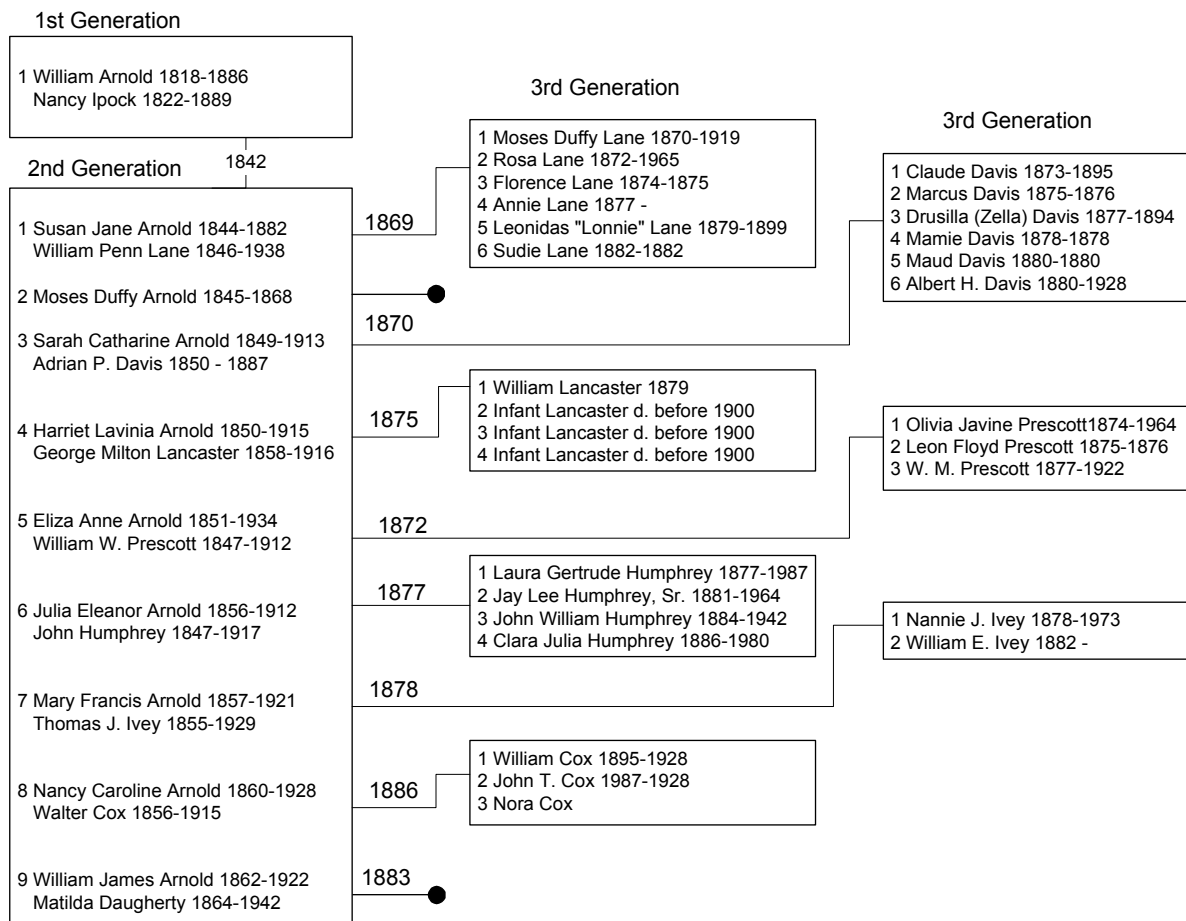 1st Generation
1 William Arnold 1818-1886
Nancy Ipock 1822-1889
1842
2nd Generation
1 Susan Jane Arnold 1844-1882
William Penn Lane 1846-1938
2 Moses Duffy Arnold 1845-1868
3 Sarah Catharine Arnold 1849-1913
Adrian P. Davis 1850 - 1887
4 Harriet Lavinia Arnold 1850-1915
George Milton Lancaster 1858-1916
5 Eliza Anne Arnold 1851-1934
William W. Prescott 1847-1912
6 Julia Eleanor Arnold 1856-1912
John Humphrey 1847-1917
7 Mary Francis Arnold 1857-1921
Thomas J. Ivey 1855-1929
8 Nancy Caroline Arnold 1860-1928
Walter Cox 1856-1915
9 William James Arnold 1862-1922
Matilda Daugherty 1864-1942
1869
1870
1875
1872
1877
1878
1886
1883
3rd Generation
1 Moses Duffy Lane 1870-1919
2 Rosa Lane 1872-1965
3 Florence Lane 1874-1875
4 Annie Lane 1877 -
5 Leonidas "Lonnie" Lane 1879-1899
6 Sudie Lane 1882-1882
1 William Lancaster 1879
2 Infant Lancaster d. before 1900
3 Infant Lancaster d. before 1900
4 Infant Lancaster d. before 1900
1 Laura Gertrude Humphrey 1877-1987
2 Jay Lee Humphrey, Sr. 1881-1964
3 John William Humphrey 1884-1942
4 Clara Julia Humphrey 1886-1980
1 William Cox 1895-1928
2 John T. Cox 1987-1928
3 Nora Cox
3rd Generation
1 Claude Davis 1873-1895
2 Marcus Davis 1875-1876
3 Drusilla (Zella) Davis 1877-1894
4 Mamie Davis 1878-1878
5 Maud Davis 1880-1880
6 Albert H. Davis 1880-1928
1 Olivia Javine Prescott1874-1964
2 Leon Floyd Prescott 1875-1876
3 W. M. Prescott 1877-1922
1 Nannie J. Ivey 1878-1973
2 William E. Ivey 1882 -